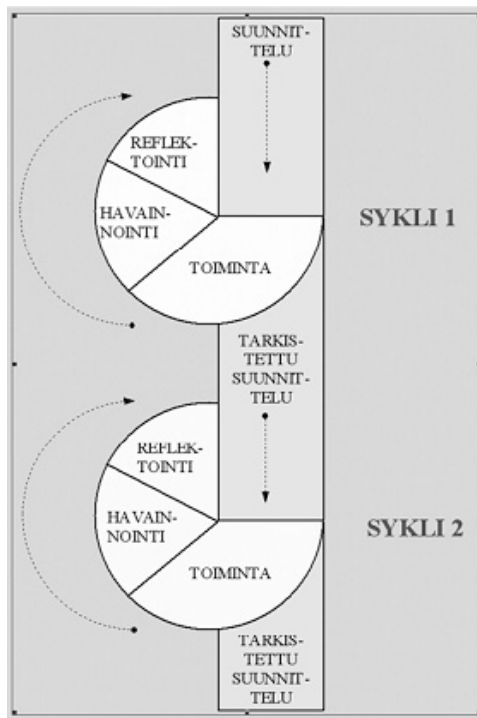 SUUNNIT-
TELU
REFLEK-
TOINTI
HAVAIN-
NOINTI
TOIMINTA
SYKLI 1
TARKIS-
TETTU
SUUNNIT-
TELU
REFLEK-
TOINTI
HAVAIN-
NOINTI
TOIMINTA
SYKLI 2
TARKIS-
TETTU
SUUNNIT-
TELU